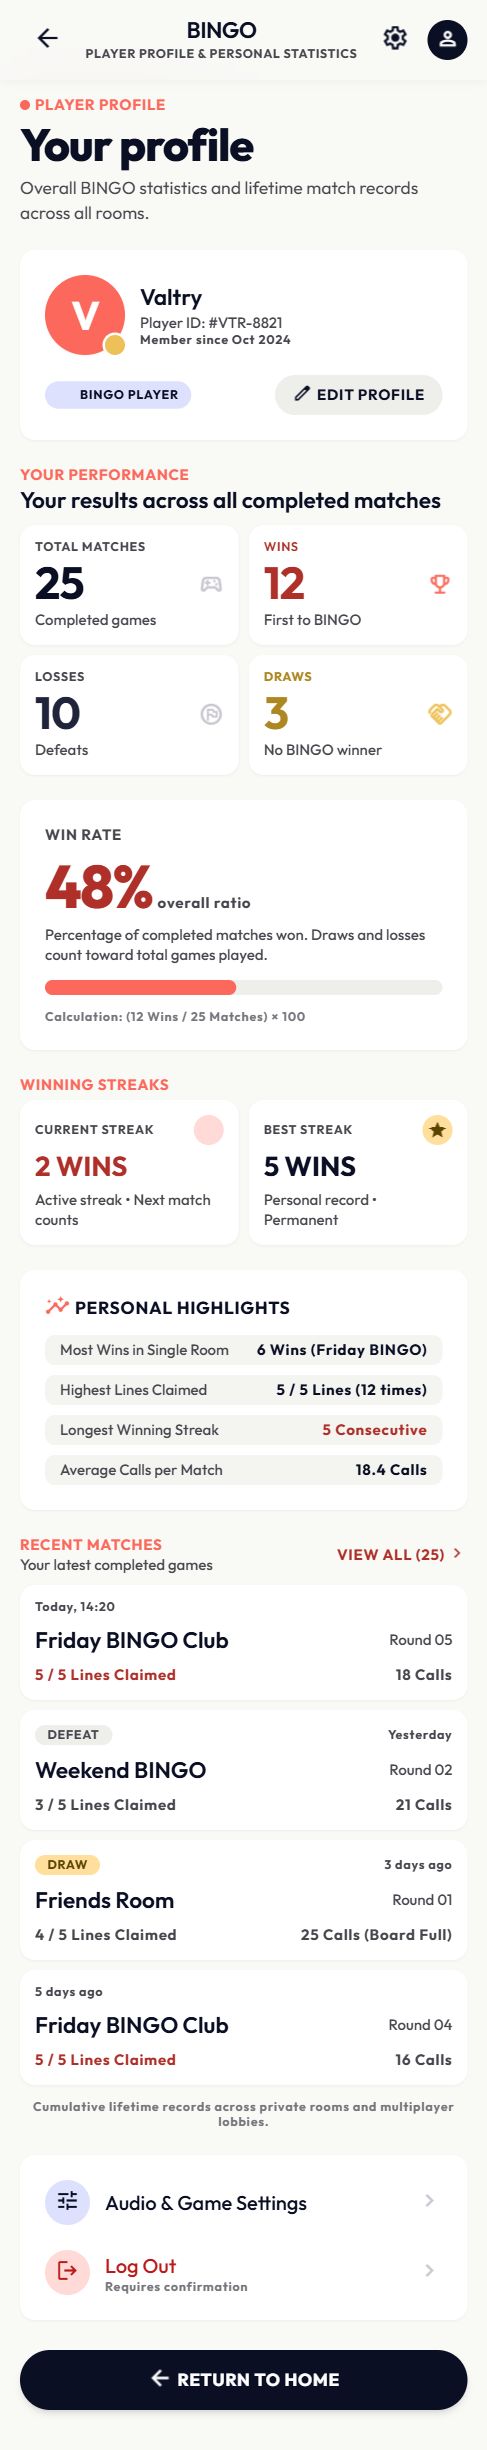 BINGO
PLAYER PROFILE & PERSONAL STATISTICS
PLAYER PROFILE
Your profile
Overall BINGO statistics and lifetime match records
across all rooms.
V
Valtry
Player ID: #VTR-8821
Member since Oct 2024
BINGO PLAYER
EDIT PROFILE
YOUR PERFORMANCE
Your results across all completed matches
TOTAL MATCHES
25
Completed games
WINS
12
First to BINGO
LOSSES
10
Defeats
DRAWS
3
No BINGO winner
WIN RATE
48% overall ratio
Percentage of completed matches won. Draws and losses
count toward total games played.
Calculation: (12 Wins / 25 Matches) × 100
WINNING STREAKS
CURRENT STREAK
2 WINS
Active streak • Next match
counts
BEST STREAK
5 WINS
Personal record •
Permanent
PERSONAL HIGHLIGHTS
Most Wins in Single Room 6 Wins (Friday BINGO)
Highest Lines Claimed 5 / 5 Lines (12 times)
Longest Winning Streak 5 Consecutive
Average Calls per Match 18.4 Calls
RECENT MATCHES
Your latest completed games
VIEW ALL (25)
Today, 14:20
Friday BINGO Club Round 05
5 / 5 Lines Claimed 18 Calls
DEFEAT Yesterday
Weekend BINGO Round 02
3 / 5 Lines Claimed 21 Calls
DRAW 3 days ago
Friends Room Round 01
4 / 5 Lines Claimed 25 Calls (Board Full)
5 days ago
Friday BINGO Club Round 04
5 / 5 Lines Claimed 16 Calls
Cumulative lifetime records across private rooms and multiplayer
lobbies.
Audio & Game Settings
Log Out
Requires confirmation
RETURN TO HOME